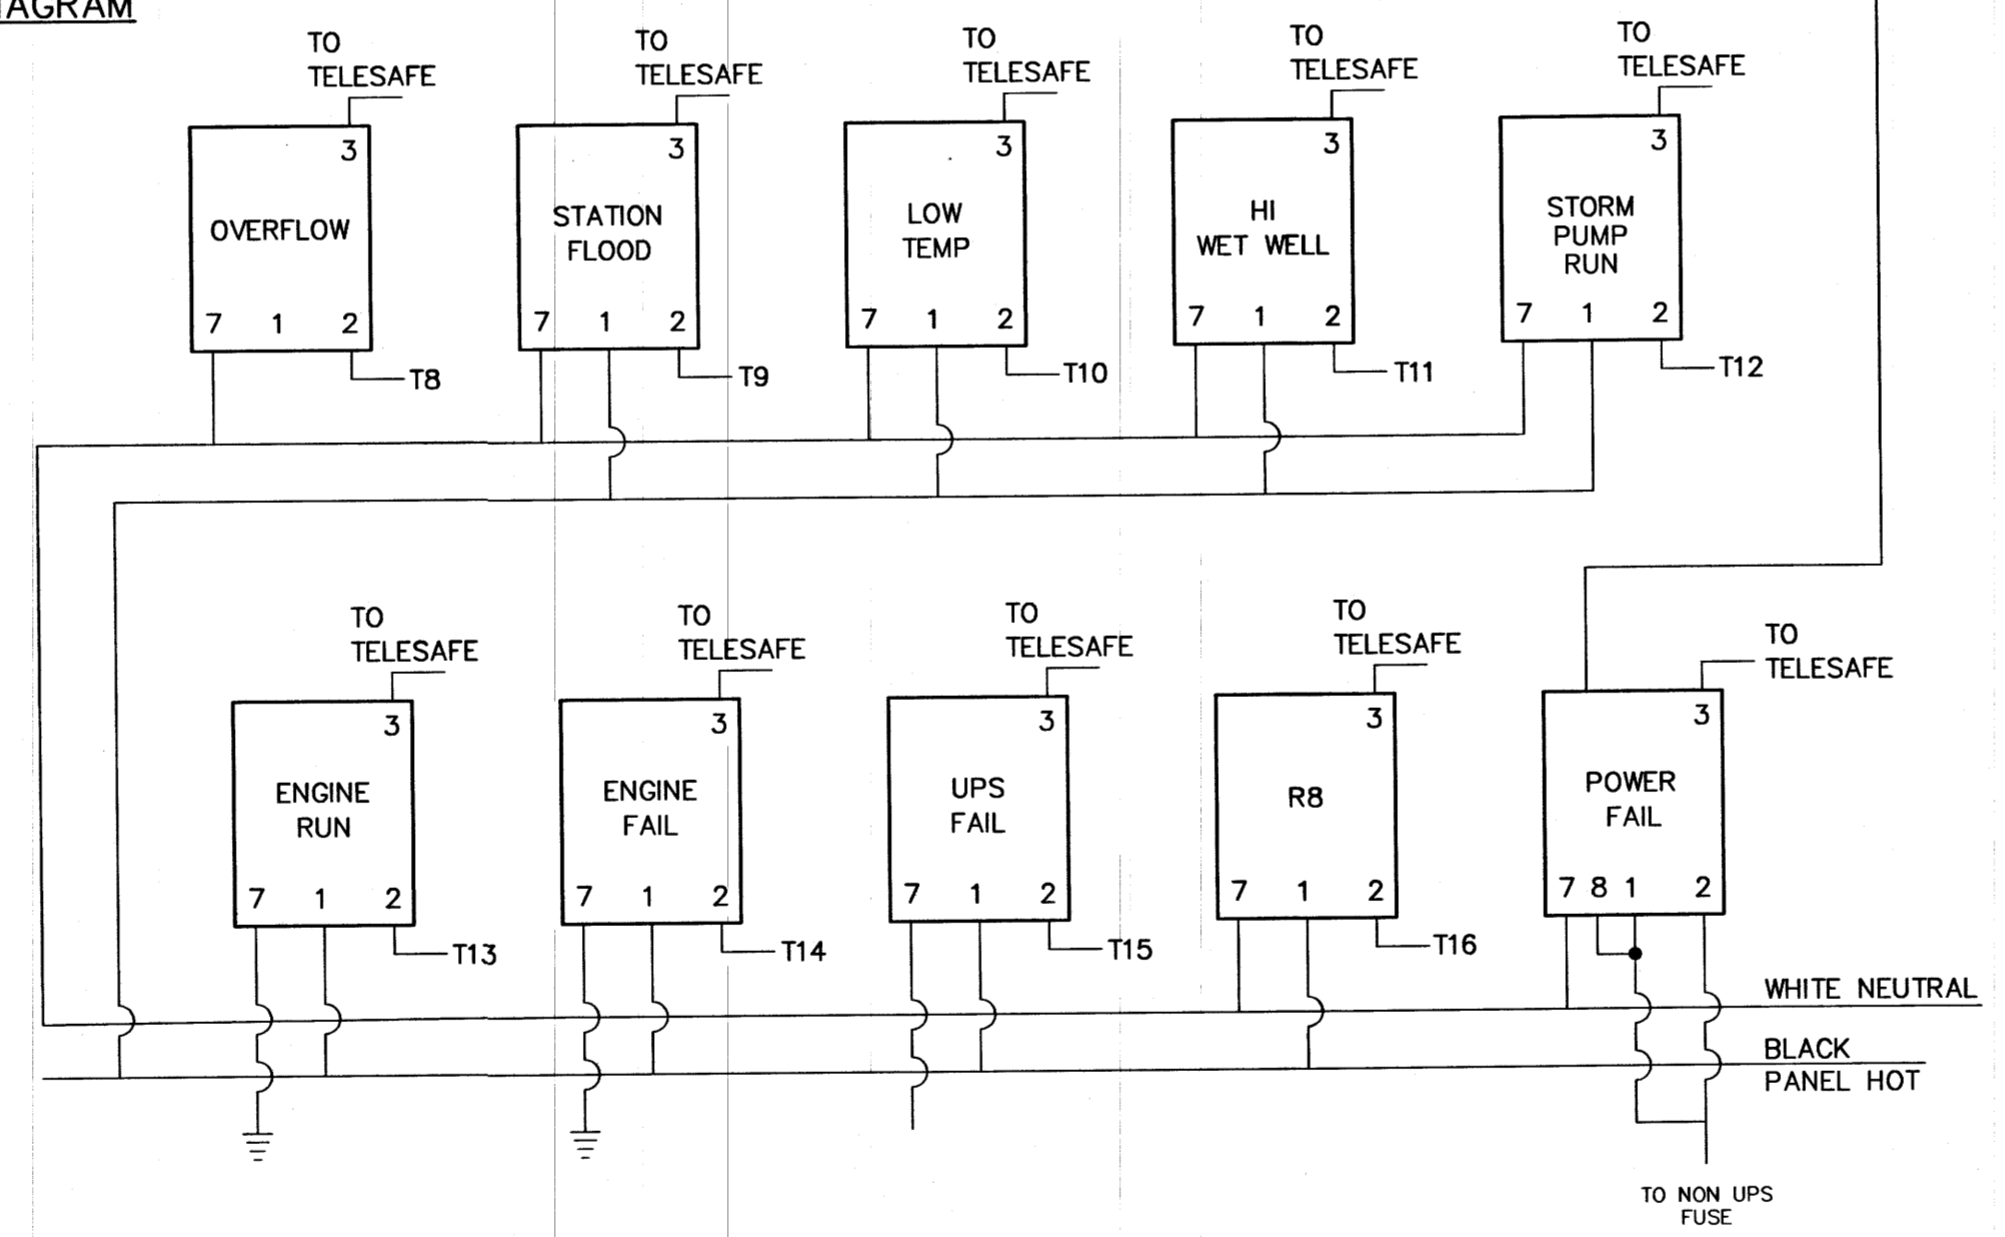 TO TO TO TO TO
TELESAFE TELESAFE TELESAFE TELESAFE TELESAFE
3 3 3 3 3
OVERFLOW
STATION
FLOOD
LOW
TEMP
HI
WET WELL
STORM
PUMP
RUN
7 1 2 7 1 2 7 1 2 7 1 2 7 1 2
T8 T9 T10 T11 T12
TO TO TO TO TO
TELESAFE TELESAFE TELESAFE TELESAFE TELESAFE
3 3 3 3 3
ENGINE
RUN
ENGINE
FAIL
UPS
FAIL
R8
POWER
FAIL
7 1 2 7 1 2 7 1 2 7 1 2 7 8 1 2
T13 T14 T15 T16
WHITE NEUTRAL
BLACK
PANEL HOT
TO NON UPS
FUSE